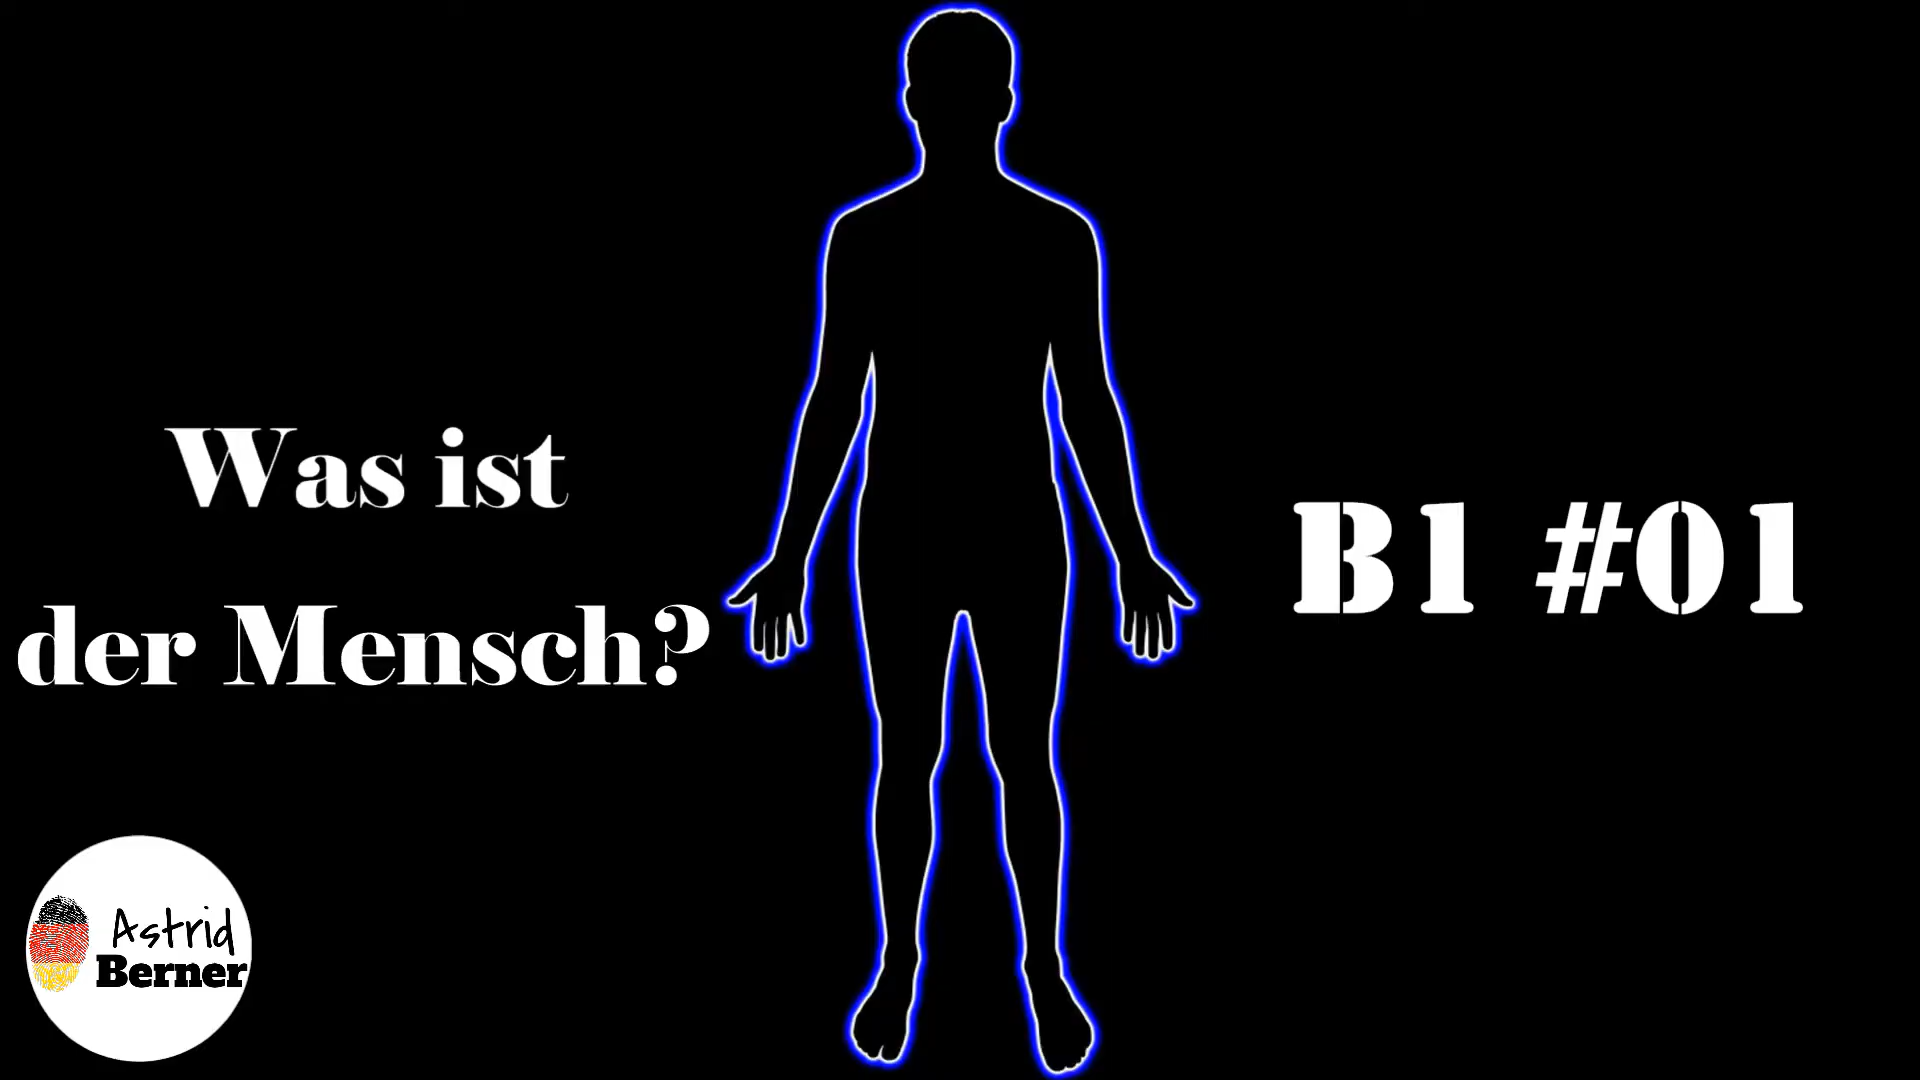 Was ist
der Mensch?
B1 #01
Astrid
Berner